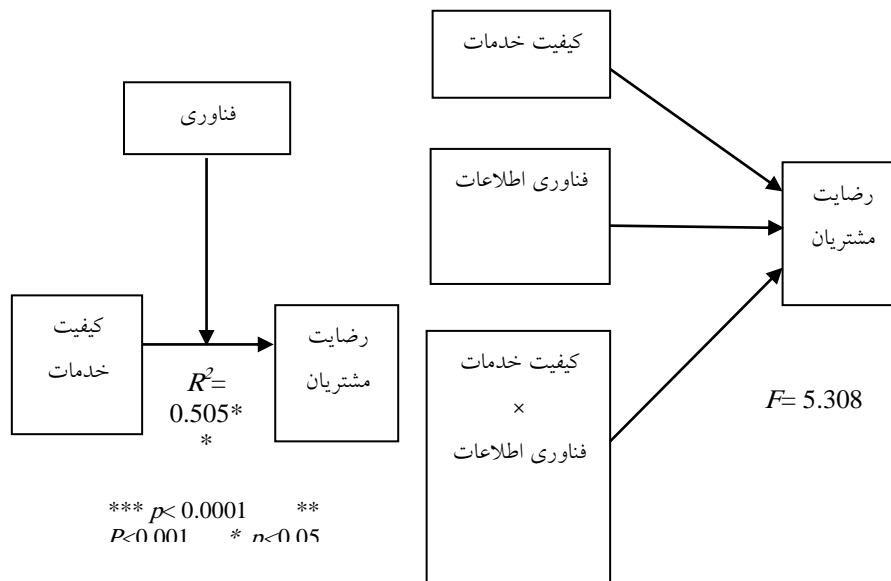 فناوری
کیفیت
خدمات
R²=
0.505*
*
رضایت
مشتریان
*** p< 0.0001 **
P<0.001 * p<0.05
کیفیت خدمات
فناوری اطلاعات
کیفیت خدمات
×
فناوری اطلاعات
رضایت
مشتریان
F= 5.308